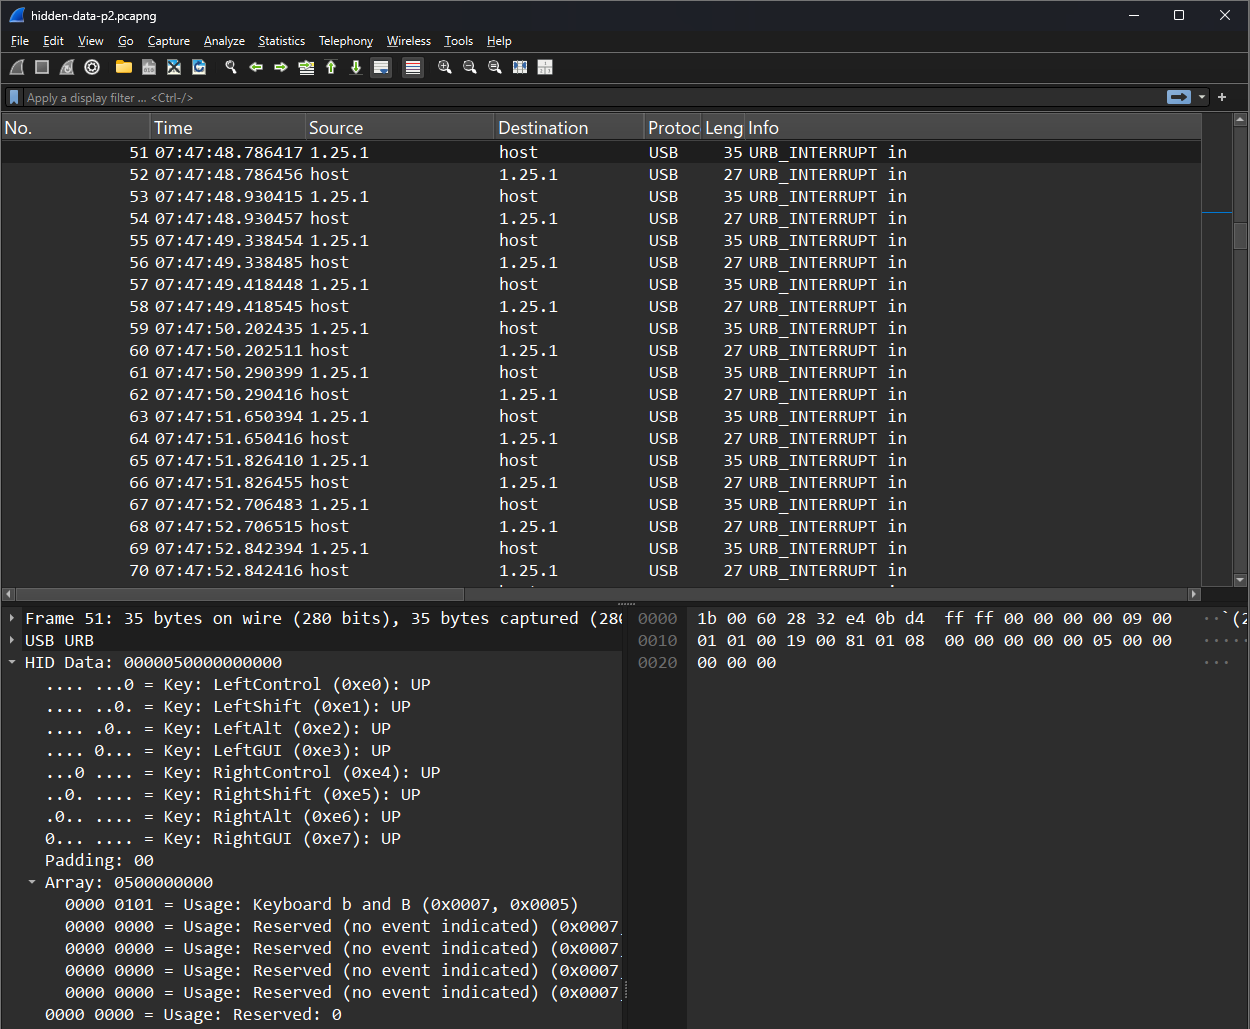 hidden-data-p2.pcapng
File Edit View Go Capture Analyze Statistics Telephony Wireless Tools Help
Apply a display filter ... <Ctrl-/>
No. Time Source Destination Protoc Leng Info
51 07:47:48.786417 1.25.1 host USB 35 URB_INTERRUPT in
52 07:47:48.786456 host 1.25.1 USB 27 URB_INTERRUPT in
53 07:47:48.930415 1.25.1 host USB 35 URB_INTERRUPT in
54 07:47:48.930457 host 1.25.1 USB 27 URB_INTERRUPT in
55 07:47:49.338454 1.25.1 host USB 35 URB_INTERRUPT in
56 07:47:49.338485 host 1.25.1 USB 27 URB_INTERRUPT in
57 07:47:49.418448 1.25.1 host USB 35 URB_INTERRUPT in
58 07:47:49.418545 host 1.25.1 USB 27 URB_INTERRUPT in
59 07:47:50.202435 1.25.1 host USB 35 URB_INTERRUPT in
60 07:47:50.202511 host 1.25.1 USB 27 URB_INTERRUPT in
61 07:47:50.290399 1.25.1 host USB 35 URB_INTERRUPT in
62 07:47:50.290416 host 1.25.1 USB 27 URB_INTERRUPT in
63 07:47:51.650394 1.25.1 host USB 35 URB_INTERRUPT in
64 07:47:51.650416 host 1.25.1 USB 27 URB_INTERRUPT in
65 07:47:51.826410 1.25.1 host USB 35 URB_INTERRUPT in
66 07:47:51.826455 host 1.25.1 USB 27 URB_INTERRUPT in
67 07:47:52.706483 1.25.1 host USB 35 URB_INTERRUPT in
68 07:47:52.706515 host 1.25.1 USB 27 URB_INTERRUPT in
69 07:47:52.842394 1.25.1 host USB 35 URB_INTERRUPT in
70 07:47:52.842416 host 1.25.1 USB 27 URB_INTERRUPT in
Frame 51: 35 bytes on wire (280 bits), 35 bytes captured (280
USB URB
HID Data: 0000050000000000
.... ...0 = Key: LeftControl (0xe0): UP
.... ..0. = Key: LeftShift (0xe1): UP
.... .0.. = Key: LeftAlt (0xe2): UP
.... 0... = Key: LeftGUI (0xe3): UP
...0 .... = Key: RightControl (0xe4): UP
..0. .... = Key: RightShift (0xe5): UP
.0.. .... = Key: RightAlt (0xe6): UP
0... .... = Key: RightGUI (0xe7): UP
Padding: 00
Array: 0500000000
0000 0101 = Usage: Keyboard b and B (0x0007, 0x0005)
0000 0000 = Usage: Reserved (no event indicated) (0x0007,
0000 0000 = Usage: Reserved (no event indicated) (0x0007,
0000 0000 = Usage: Reserved (no event indicated) (0x0007,
0000 0000 = Usage: Reserved (no event indicated) (0x0007,
0000 0000 = Usage: Reserved: 0
0000 1b 00 60 28 32 e4 0b d4 ff ff 00 00 00 00 09 00 ··`(2
0010 01 01 00 19 00 81 01 08 00 00 00 00 00 05 00 00 ·····
0020 00 00 00 ···